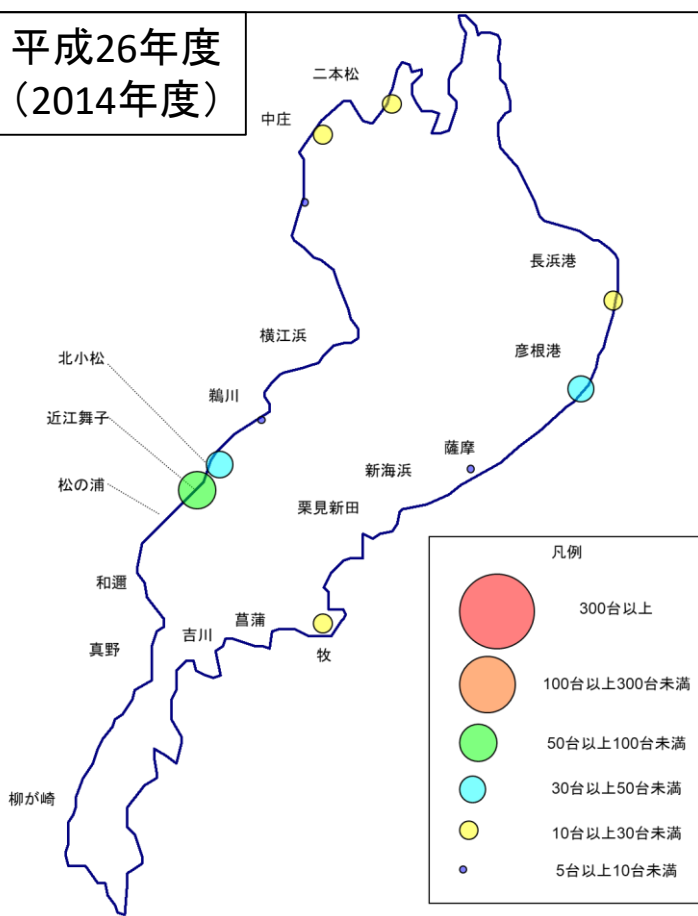 平成26年度
（2014年度）
二本松
中庄
長浜港
横江浜
彦根港
北小松
鵜川
近江舞子
薩摩
新海浜
松の浦
栗見新田
凡例
和邇
300台以上
菖蒲
吉川
真野
牧
100台以上300台未満
50台以上100台未満
30台以上50台未満
柳が崎
10台以上30台未満
5台以上10台未満